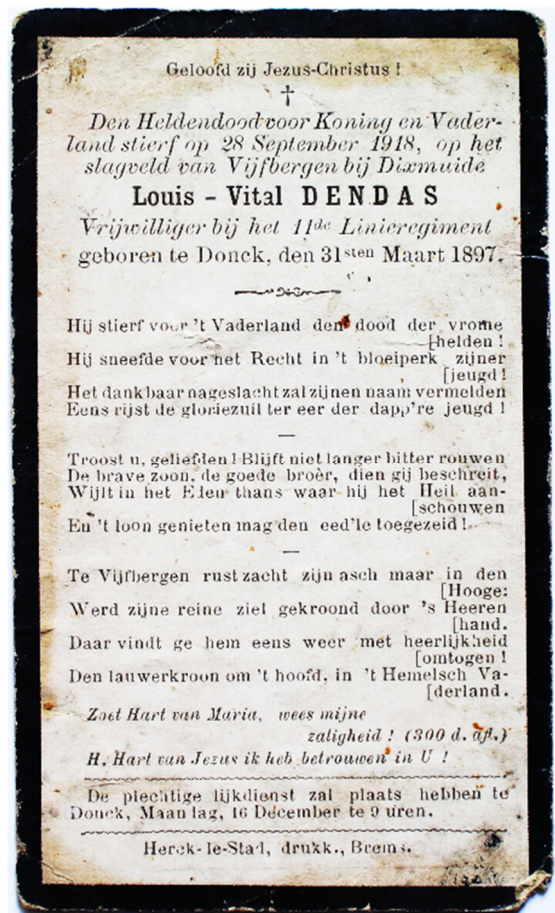 Geloofd zij Jezus-Christus !
†
Den Heldendood voor Koning en Vader-
land stierf op 28 September 1918, op het
slagveld van Vijfbergen bij Dixmuide
Louis - Vital DENDAS
Vrijwilliger bij het 11de Linieregiment
geboren te Donck, den 31sten Maart 1897.
Hij stierf voor 't Vaderland den dood der vrome
[helden !
Hij sneefde voor het Recht in 't bloeiperk zijner
[jeugd !
Het dankbaar nageslacht zal zijnen naam vermelden
Eens rijst de gloriezuil ter eer der dapp're jeugd !
—
Troost u, geliefden ! Blijft niet langer bitter rouwen
De brave zoon, de goede broèr, dien gij beschreit,
Wijlt in het Eden thans waar hij het Heil aan-
[schouwen
En 't loon genieten mag den eed'le toegezeid !
—
Te Vijfbergen rust zacht zijn asch maar in den
[Hooge:
Werd zijne reine ziel gekroond door 's Heeren
[hand.
Daar vindt ge hem eens weer met heerlijkheid
[omtogen !
Den lauwerkroon om 't hoofd, in 't Hemelsch Va-
[derland.
Zoet Hart van Maria, wees mijne
zaligheid ! (300 d. afl.)
H. Hart van Jezus ik heb betrouwen in U !
De plechtige lijkdienst zal plaats hebben te
Donck, Maandag, 16 December te 9 uren.
Herck-le-Stad, drukk., Brems.